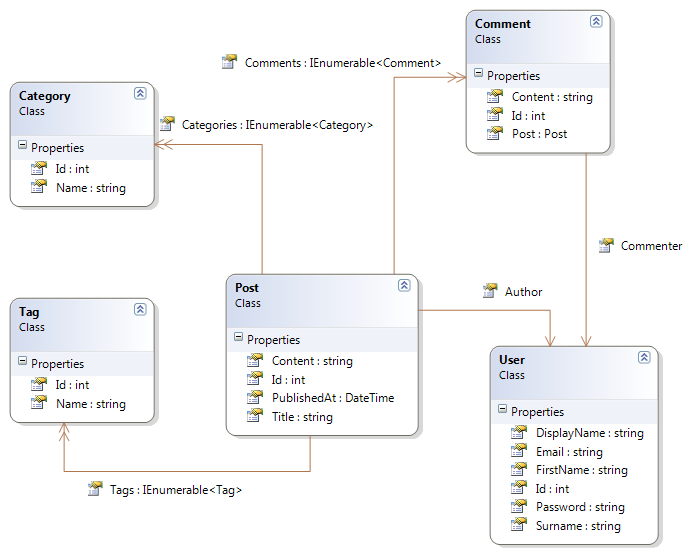 Comment
Class
Properties
Content : string
Id : int
Post : Post
Comments : IEnumerable<Comment>
Category
Class
Properties
Id : int
Name : string
Categories : IEnumerable<Category>
Commenter
Post
Class
Properties
Content : string
Id : int
PublishedAt : DateTime
Title : string
Author
Tag
Class
Properties
Id : int
Name : string
User
Class
Properties
DisplayName : string
Email : string
FirstName : string
Id : int
Password : string
Surname : string
Tags : IEnumerable<Tag>